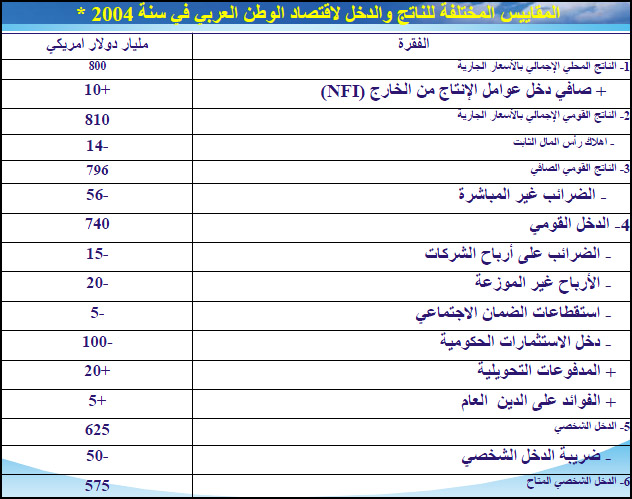 المقاييس المختلفة للناتج والدخل لاقتصاد الوطن العربي في سنة 2004 *
الفقرة مليار دولار امريكي
1- الناتج المحلي الإجمالي بالأسعار الجارية 800
+ صافي دخل عوامل الإنتاج من الخارج (NFI) 10+
2- الناتج القومي الإجمالي بالأسعار الجارية 810
- اهلاك رأس المال الثابت 14-
3- الناتج القومي الصافي 796
- الضرائب غير المباشرة 56-
4- الدخل القومي 740
- الضرائب على أرباح الشركات 15-
- الأرباح غير الموزعة 20-
- استقطاعات الضمان الاجتماعي 5-
- دخل الاستثمارات الحكومية 100-
+ المدفوعات التحويلية 20+
+ الفوائد على الدين العام 5+
5- الدخل الشخصي 625
- ضريبة الدخل الشخصي 50-
6- الدخل الشخصي المتاح 575